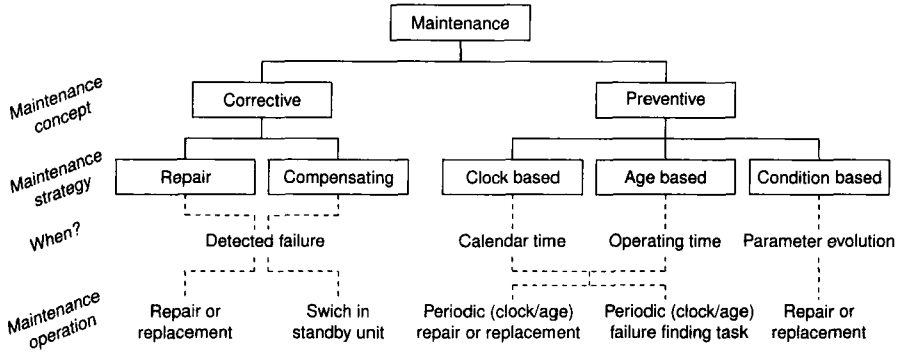 Maintenance
Maintenance
concept
Corrective
Preventive
Maintenance
strategy
Repair
Compensating
Clock based
Age based
Condition based
When?
Detected failure
Calendar time
Operating time
Parameter evolution
Maintenance
operation
Repair or
replacement
Swich in
standby unit
Periodic (clock/age)
repair or replacement
Periodic (clock/age)
failure finding task
Repair or
replacement